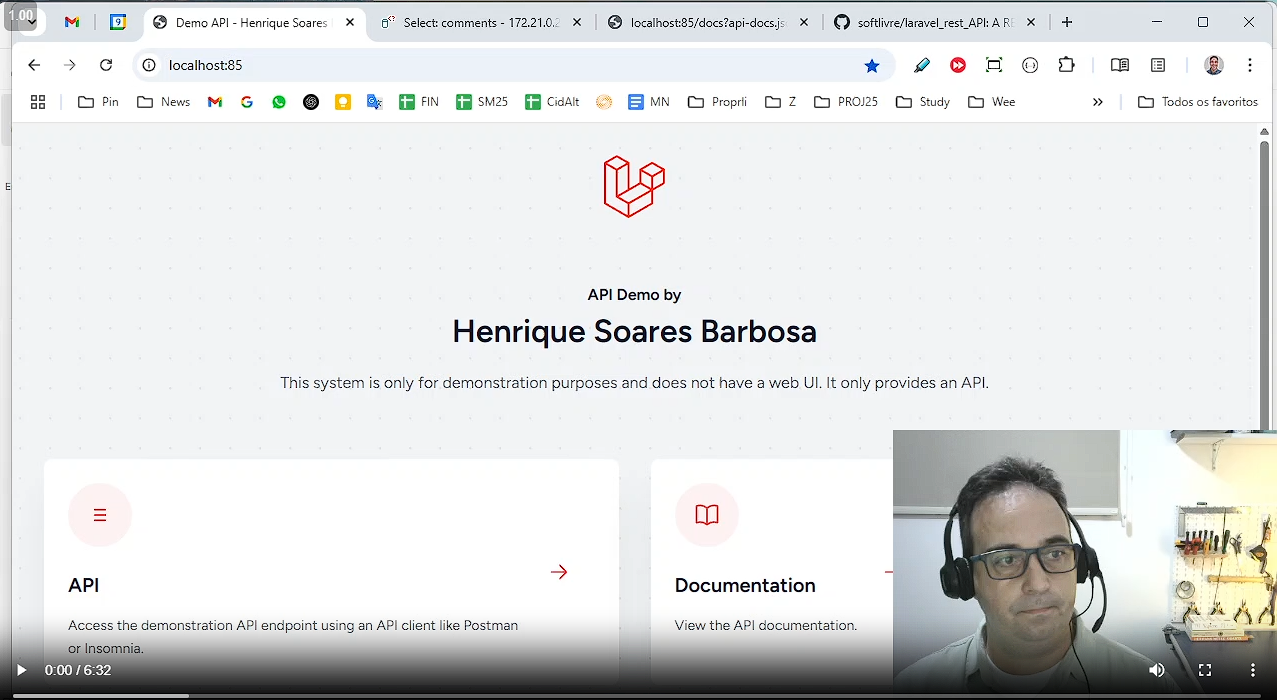 1.00
9
Demo API - Henrique Soares
Select: comments - 172.21.0.2
localhost:85/docs?api-docs.js
softlivre/laravel_rest_API: A RE
localhost:85
Pin
News
FIN
SM25
CidAlt
MN
Proprli
Z
PROJ25
Study
Wee
»
Todos os favoritos
E
API Demo by
Henrique Soares Barbosa
This system is only for demonstration purposes and does not have a web UI. It only provides an API.
API
Access the demonstration API endpoint using an API client like Postman
or Insomnia.
Documentation
View the API documentation.
0:00 / 6:32